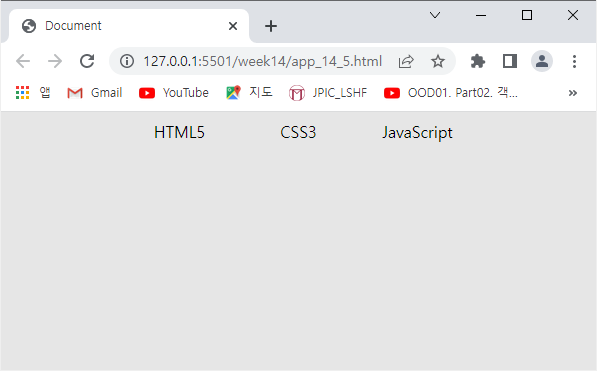 Document
127.0.0.1:5501/week14/app_14_5.html
앱 Gmail YouTube 지도 JPIC_LSHF OOD01. Part02. 객...
HTML5 CSS3 JavaScript